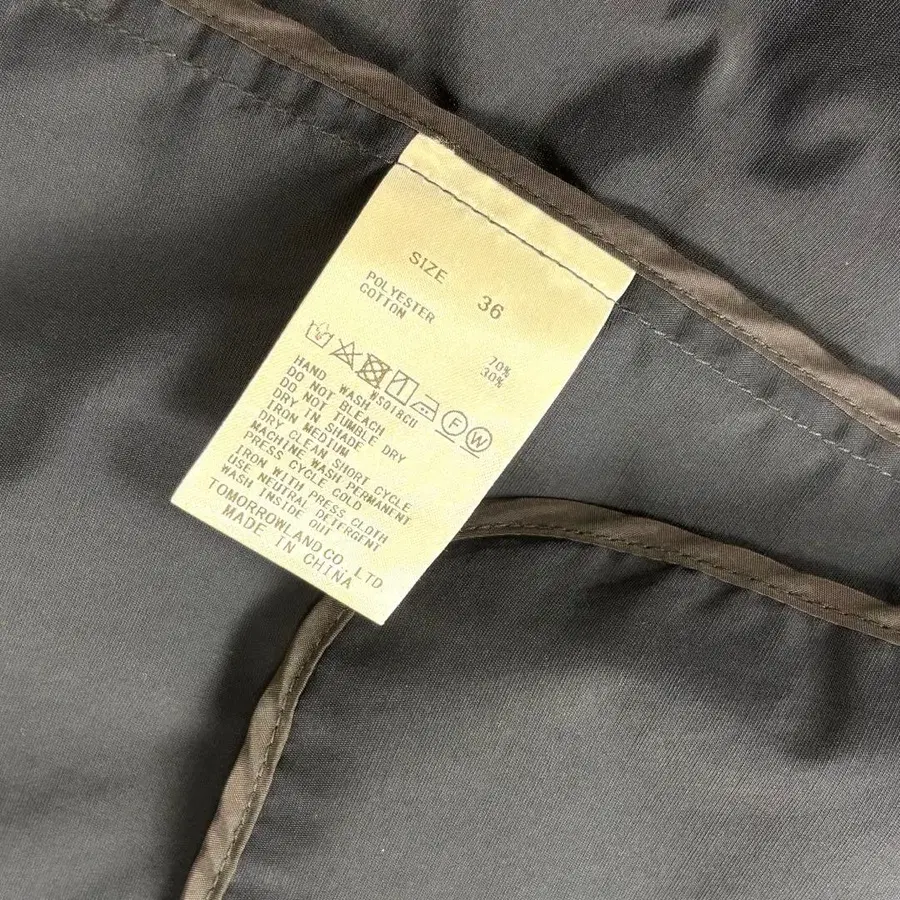 SIZE 36
POLYESTER 70%
COTTON 30%
F W
WSQ18CU
HAND WASH
DO NOT BLEACH
DO NOT TUMBLE DRY
DRY IN SHADE
IRON MEDIUM
DRY CLEAN SHORT CYCLE
MACHINE WASH PERMANENT
PRESS CYCLE COLD
IRON WITH PRESS CLOTH
USE NEUTRAL DETERGENT
WASH INSIDE OUT
TOMORROWLAND CO., LTD.
MADE IN CHINA